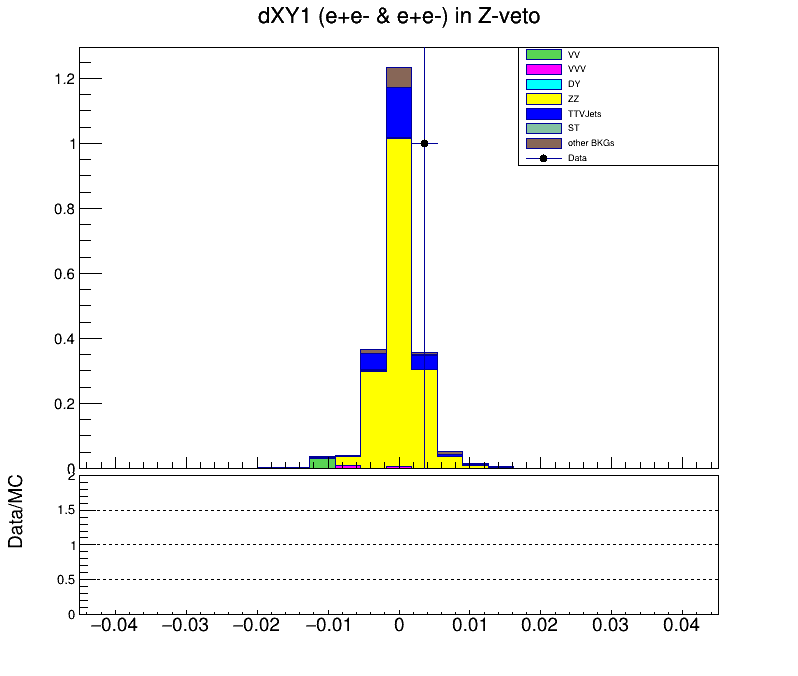 dXY1 (e+e- & e+e-) in Z-veto
VV
VVV
DY
ZZ
TTVJets
ST
other BKGs
Data
1.2
1
0.8
0.6
0.4
0.2
0
2
1.5
1
0.5
0
Data/MC
−0.04
−0.03
−0.02
−0.01
0
0.01
0.02
0.03
0.04